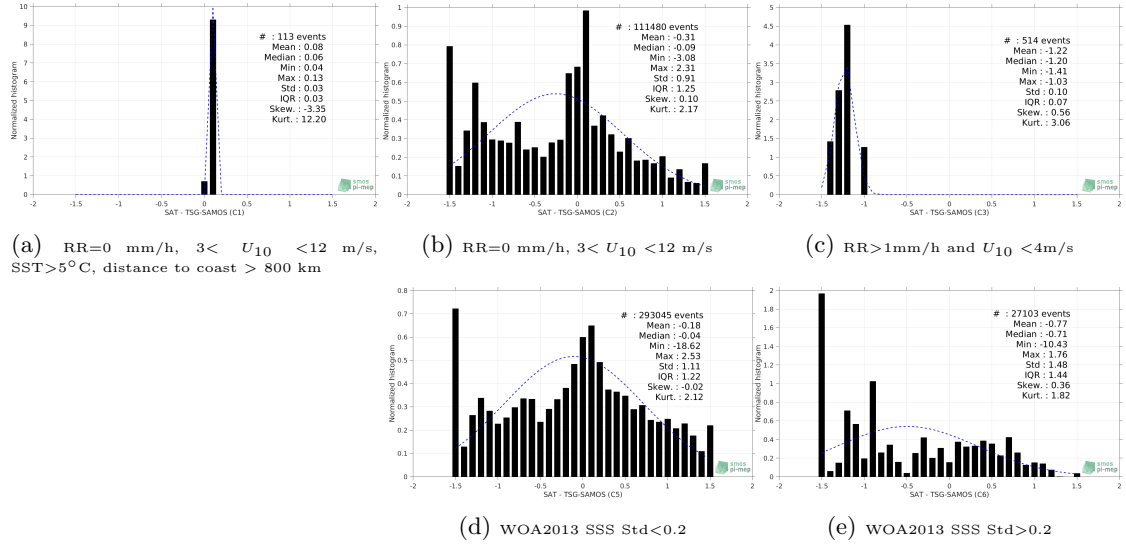 10
9
8
7
6
5
4
3
2
1
0
Normalized histogram
# : 113 events
Mean : 0.08
Median : 0.06
Min : 0.04
Max : 0.13
Std : 0.03
IQR : 0.03
Skew. : -3.35
Kurt. : 12.20
smos
pi-mep
-2 -1.5 -1 -0.5 0 0.5 1 1.5 2
SAT - TSG-SAMOS (C1)
(a) RR=0 mm/h, 3< U10 <12 m/s,
SST>5°C, distance to coast > 800 km
1
0.9
0.8
0.7
0.6
0.5
0.4
0.3
0.2
0.1
0
Normalized histogram
# : 111480 events
Mean : -0.31
Median : -0.09
Min : -3.08
Max : 2.31
Std : 0.91
IQR : 1.25
Skew. : 0.10
Kurt. : 2.17
smos
pi-mep
-2 -1.5 -1 -0.5 0 0.5 1 1.5 2
SAT - TSG-SAMOS (C2)
(b) RR=0 mm/h, 3< U10 <12 m/s
5
4.5
4
3.5
3
2.5
2
1.5
1
0.5
0
Normalized histogram
# : 514 events
Mean : -1.22
Median : -1.20
Min : -1.41
Max : -1.03
Std : 0.10
IQR : 0.07
Skew. : 0.56
Kurt. : 3.06
smos
pi-mep
-2 -1.5 -1 -0.5 0 0.5 1 1.5 2
SAT - TSG-SAMOS (C3)
(c) RR>1mm/h and U10 <4m/s
0.8
0.7
0.6
0.5
0.4
0.3
0.2
0.1
0
Normalized histogram
# : 293045 events
Mean : -0.18
Median : -0.04
Min : -18.62
Max : 2.53
Std : 1.11
IQR : 1.22
Skew. : -0.02
Kurt. : 2.12
smos
pi-mep
-2 -1.5 -1 -0.5 0 0.5 1 1.5 2
SAT - TSG-SAMOS (C5)
(d) WOA2013 SSS Std<0.2
2
1.8
1.6
1.4
1.2
1
0.8
0.6
0.4
0.2
0
Normalized histogram
# : 27103 events
Mean : -0.77
Median : -0.71
Min : -10.43
Max : 1.76
Std : 1.48
IQR : 1.44
Skew. : 0.36
Kurt. : 1.82
smos
pi-mep
-2 -1.5 -1 -0.5 0 0.5 1 1.5 2
SAT - TSG-SAMOS (C6)
(e) WOA2013 SSS Std>0.2